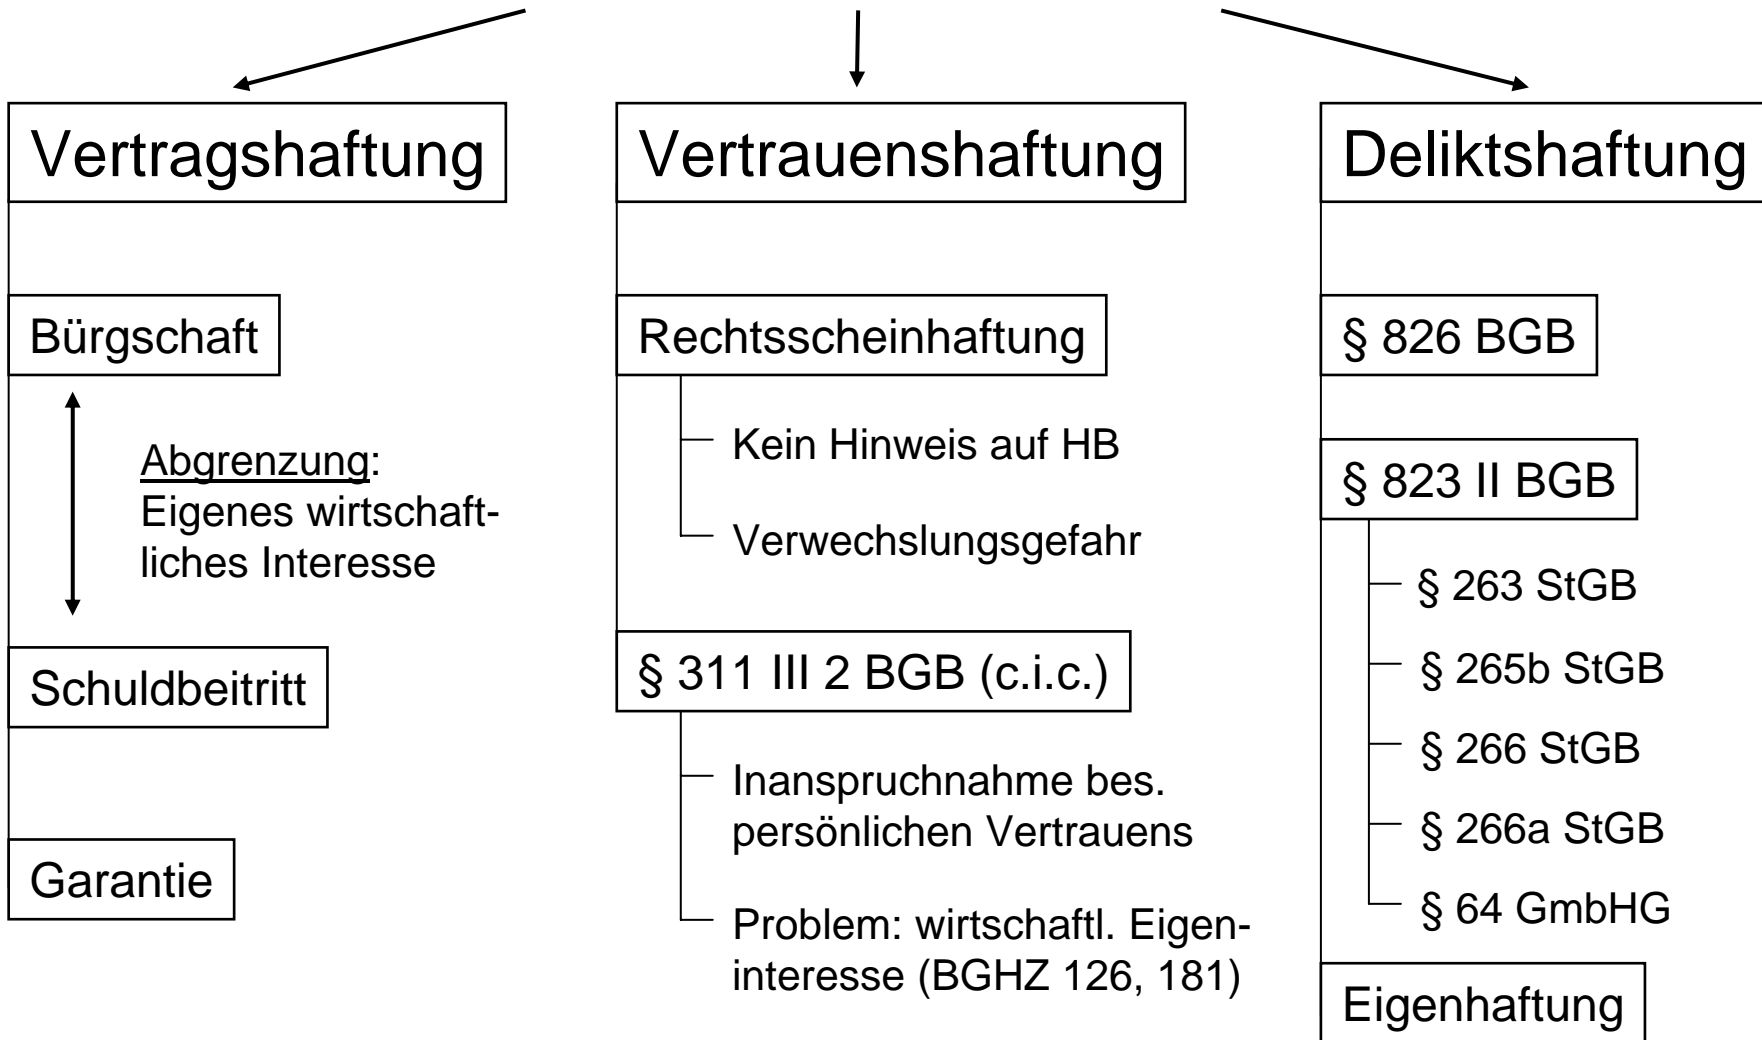 Vertragshaftung
Bürgschaft
Abgrenzung:
Eigenes wirtschaft-
liches Interesse
Schuldbeitritt
Garantie
Vertrauenshaftung
Rechtsscheinhaftung
Kein Hinweis auf HB
Verwechslungsgefahr
§ 311 III 2 BGB (c.i.c.)
Inanspruchnahme bes.
persönlichen Vertrauens
Problem: wirtschaftl. Eigen-
interesse (BGHZ 126, 181)
Deliktshaftung
§ 826 BGB
§ 823 II BGB
§ 263 StGB
§ 265b StGB
§ 266 StGB
§ 266a StGB
§ 64 GmbHG
Eigenhaftung